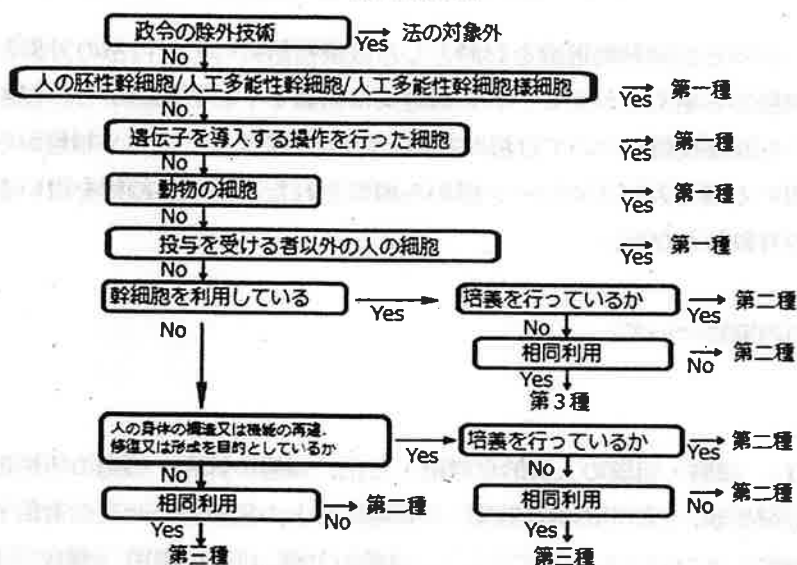 政令の除外技術 Yes 法の対象外
No
人の胚性幹細胞/人工多能性幹細胞/人工多能性幹細胞様細胞 Yes 第一種
No
遺伝子を導入する操作を行った細胞 Yes 第一種
No
動物の細胞 Yes 第一種
No
投与を受ける者以外の人の細胞 Yes 第一種
No
幹細胞を利用している Yes 培義を行っているか Yes 第二種
No No
相同利用 No 第二種
Yes
第3種
人の身体の構造又は機能の再建、
修復又は形成を目的としているか Yes 培義を行っているか Yes 第二種
No No
相同利用 No 第二種 相同利用 No 第二種
Yes Yes
第三種 第三種